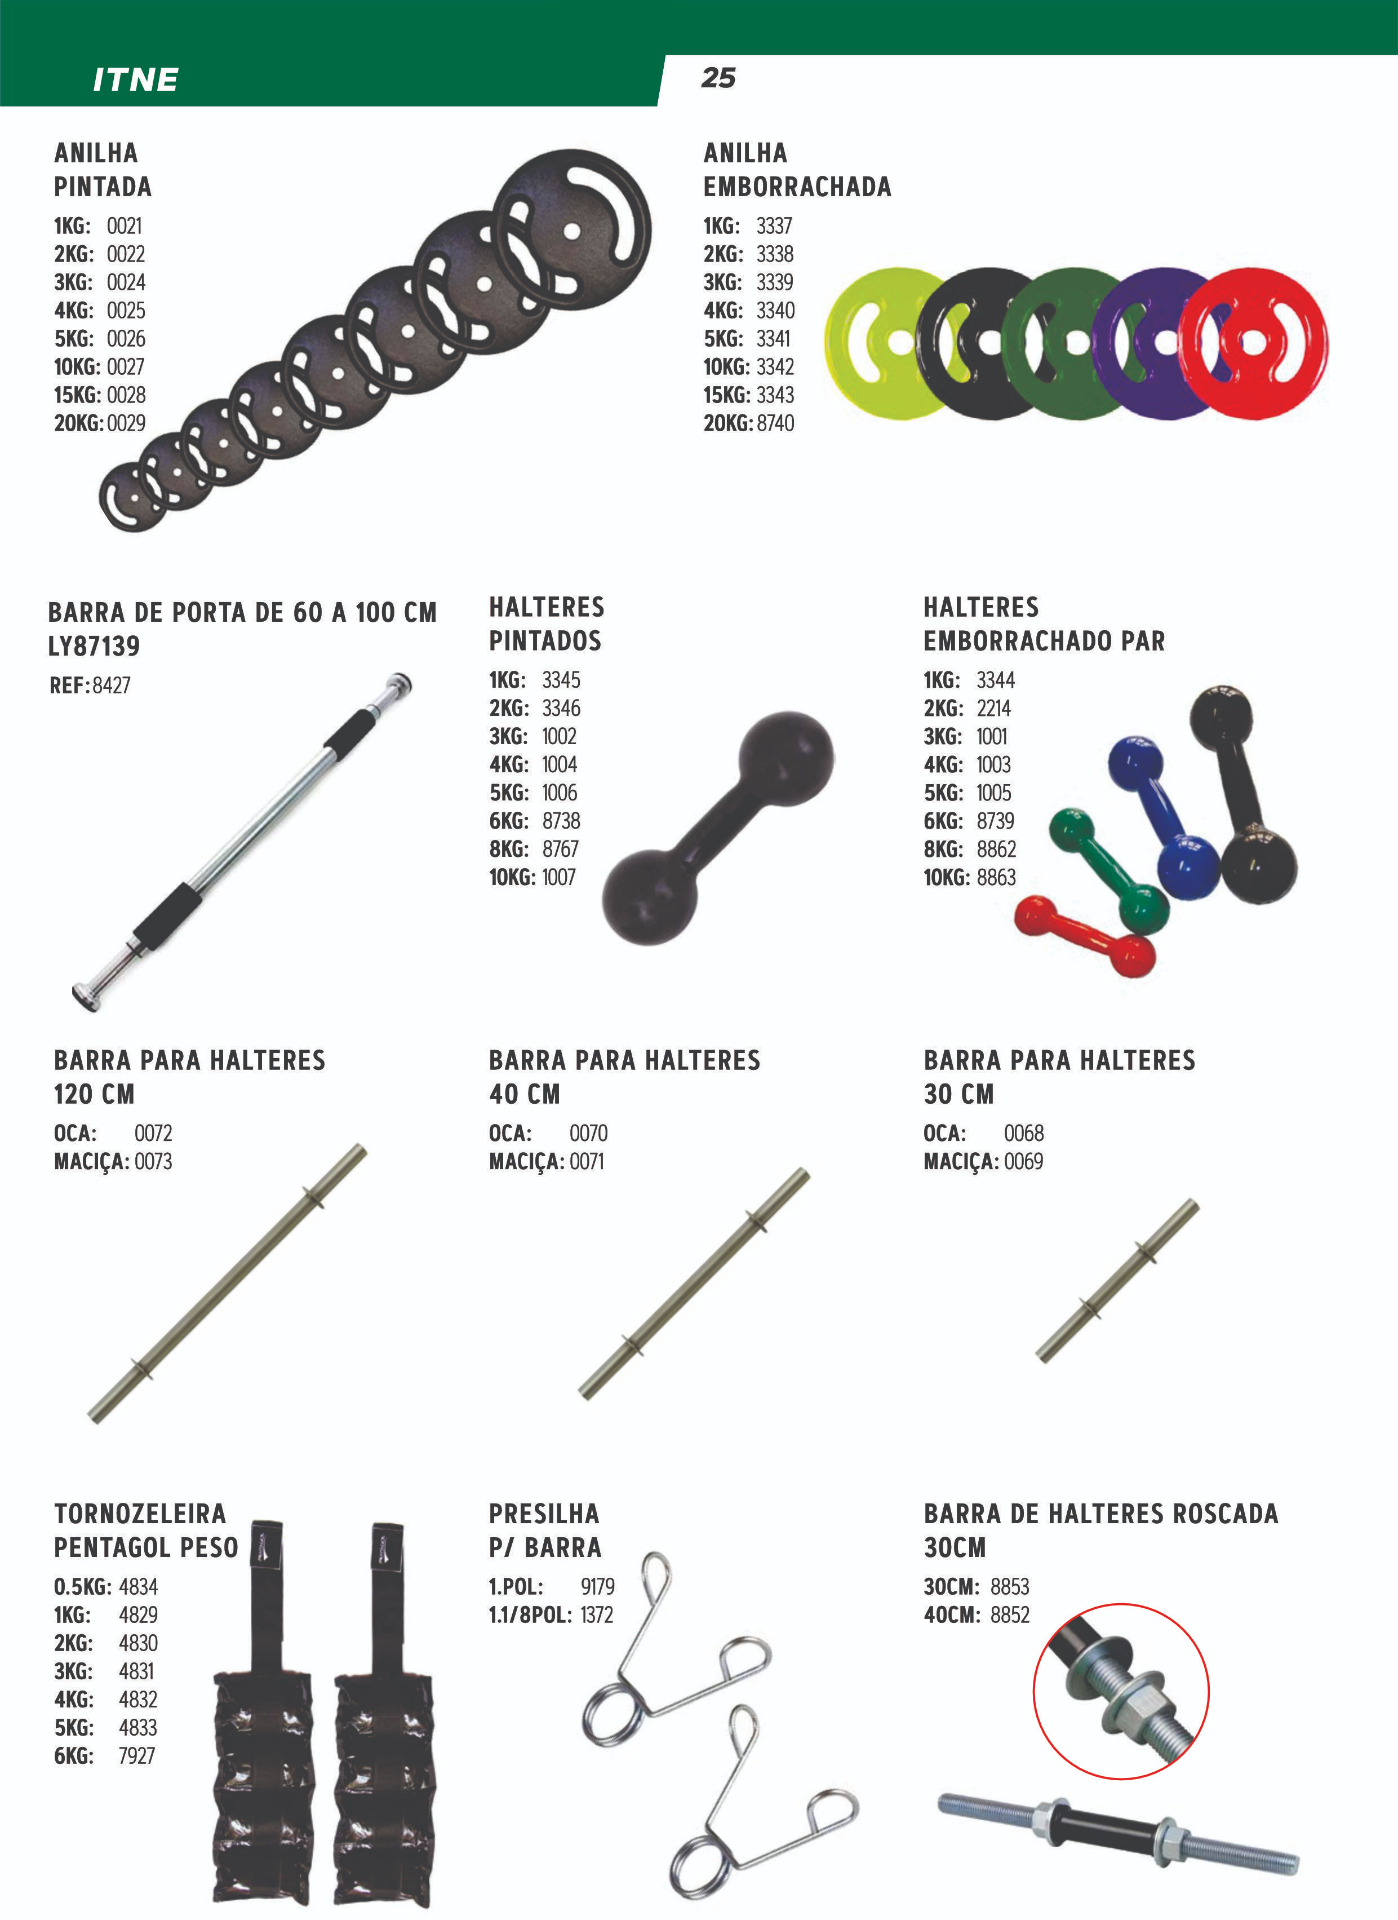 ITNE
25
ANILHA
PINTADA
1KG: 0021
2KG: 0022
3KG: 0024
4KG: 0025
5KG: 0026
10KG: 0027
15KG: 0028
20KG: 0029
ANILHA
EMBORRACHADA
1KG: 3337
2KG: 3338
3KG: 3339
4KG: 3340
5KG: 3341
10KG: 3342
15KG: 3343
20KG: 8740
BARRA DE PORTA DE 60 A 100 CM
LY87139
REF: 8427
HALTERES
PINTADOS
1KG: 3345
2KG: 3346
3KG: 1002
4KG: 1004
5KG: 1006
6KG: 8738
8KG: 8767
10KG: 1007
HALTERES
EMBORRACHADO PAR
1KG: 3344
2KG: 2214
3KG: 1001
4KG: 1003
5KG: 1005
6KG: 8739
8KG: 8862
10KG: 8863
BARRA PARA HALTERES
120 CM
OCA: 0072
MACIÇA: 0073
BARRA PARA HALTERES
40 CM
OCA: 0070
MACIÇA: 0071
BARRA PARA HALTERES
30 CM
OCA: 0068
MACIÇA: 0069
TORNOZELEIRA
PENTAGOL PESO
0.5KG: 4834
1KG: 4829
2KG: 4830
3KG: 4831
4KG: 4832
5KG: 4833
6KG: 7927
PRESILHA
P/ BARRA
1.POL: 9179
1.1/8POL: 1372
BARRA DE HALTERES ROSCADA
30CM
30CM: 8853
40CM: 8852